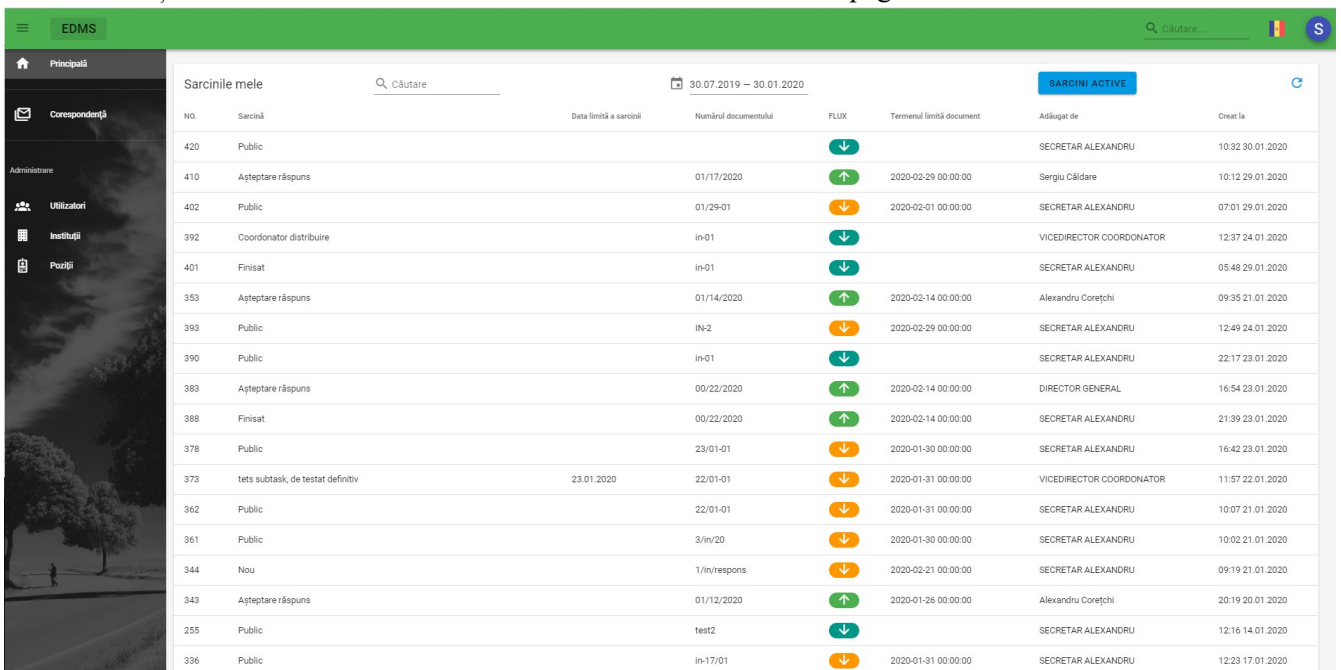 EDMS Căutare... S
Principală
Sarcinile mele Căutare 30.07.2019 — 30.01.2020 SARCINI ACTIVE
Corespondență
NO. Sarcină Data limită a sarcinii Numărul documentului FLUX Termenul limită document Adăugat de Creat la
420 Public SECRETAR ALEXANDRU 10:32 30.01.2020
Administrare
410 Așteptare răspuns 01/17/2020 2020-02-29 00:00:00 Sergiu Căldare 10:12 29.01.2020
Utilizatori
402 Public 01/29-01 2020-02-01 00:00:00 SECRETAR ALEXANDRU 07:01 29.01.2020
Instituții
392 Coordonator distribuire in-01 VICEDIRECTOR COORDONATOR 12:37 24.01.2020
Poziții
401 Finisat in-01 SECRETAR ALEXANDRU 05:48 29.01.2020
353 Așteptare răspuns 01/14/2020 2020-02-14 00:00:00 Alexandru Corețchi 09:35 21.01.2020
393 Public IN-2 2020-02-29 00:00:00 SECRETAR ALEXANDRU 12:49 24.01.2020
390 Public in-01 SECRETAR ALEXANDRU 22:17 23.01.2020
383 Așteptare răspuns 00/22/2020 2020-02-14 00:00:00 DIRECTOR GENERAL 16:54 23.01.2020
388 Finisat 00/22/2020 2020-02-14 00:00:00 SECRETAR ALEXANDRU 21:39 23.01.2020
378 Public 23/01-01 2020-01-30 00:00:00 SECRETAR ALEXANDRU 16:42 23.01.2020
373 tets subtask, de testat definitiv 23.01.2020 22/01-01 2020-01-31 00:00:00 VICEDIRECTOR COORDONATOR 11:57 22.01.2020
362 Public 22/01-01 2020-01-31 00:00:00 SECRETAR ALEXANDRU 10:07 21.01.2020
361 Public 3/in/20 2020-01-30 00:00:00 SECRETAR ALEXANDRU 10:02 21.01.2020
344 Nou 1/in/respons 2020-02-21 00:00:00 SECRETAR ALEXANDRU 09:19 21.01.2020
343 Așteptare răspuns 01/12/2020 2020-01-26 00:00:00 Alexandru Corețchi 20:19 20.01.2020
255 Public test2 SECRETAR ALEXANDRU 12:16 14.01.2020
336 Public in-17/01 2020-01-31 00:00:00 SECRETAR ALEXANDRU 12:23 17.01.2020